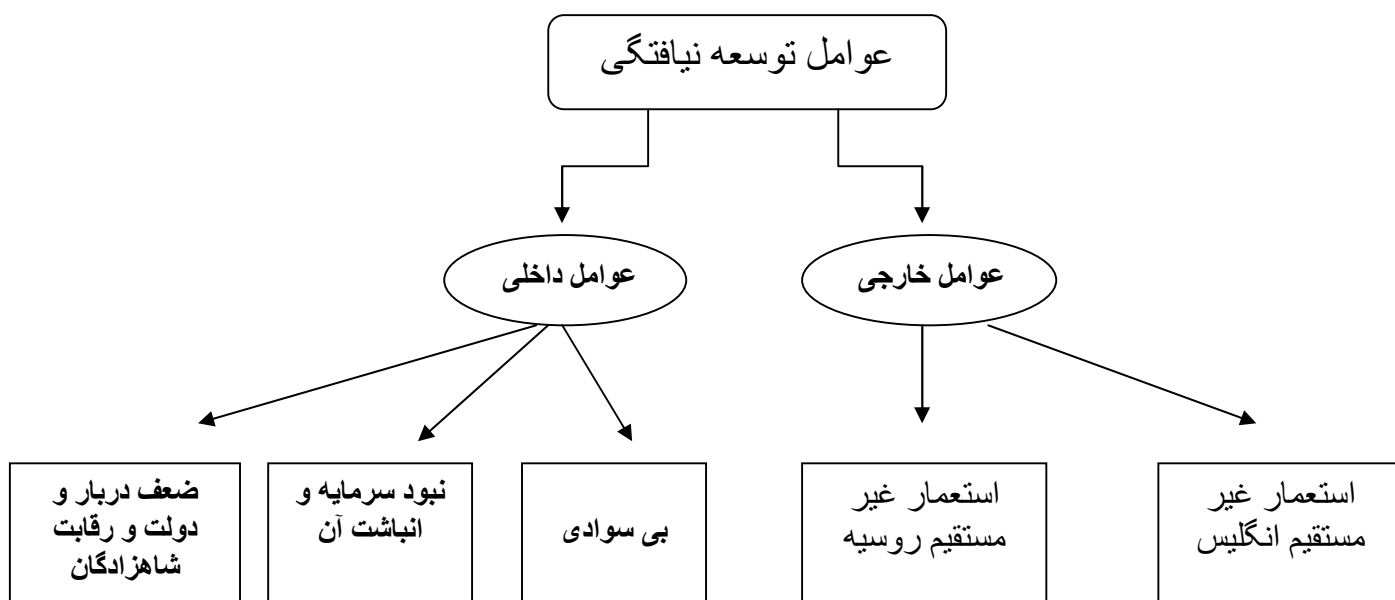 عوامل توسعه نیافتگی
عوامل خارجی
عوامل داخلی
استعمار غیر
مستقیم انگلیس
استعمار غیر
مستقیم روسیه
بی سوادی
نبود سرمایه و
انباشت آن
ضعف دربار و
دولت و رقابت
شاهزادگان